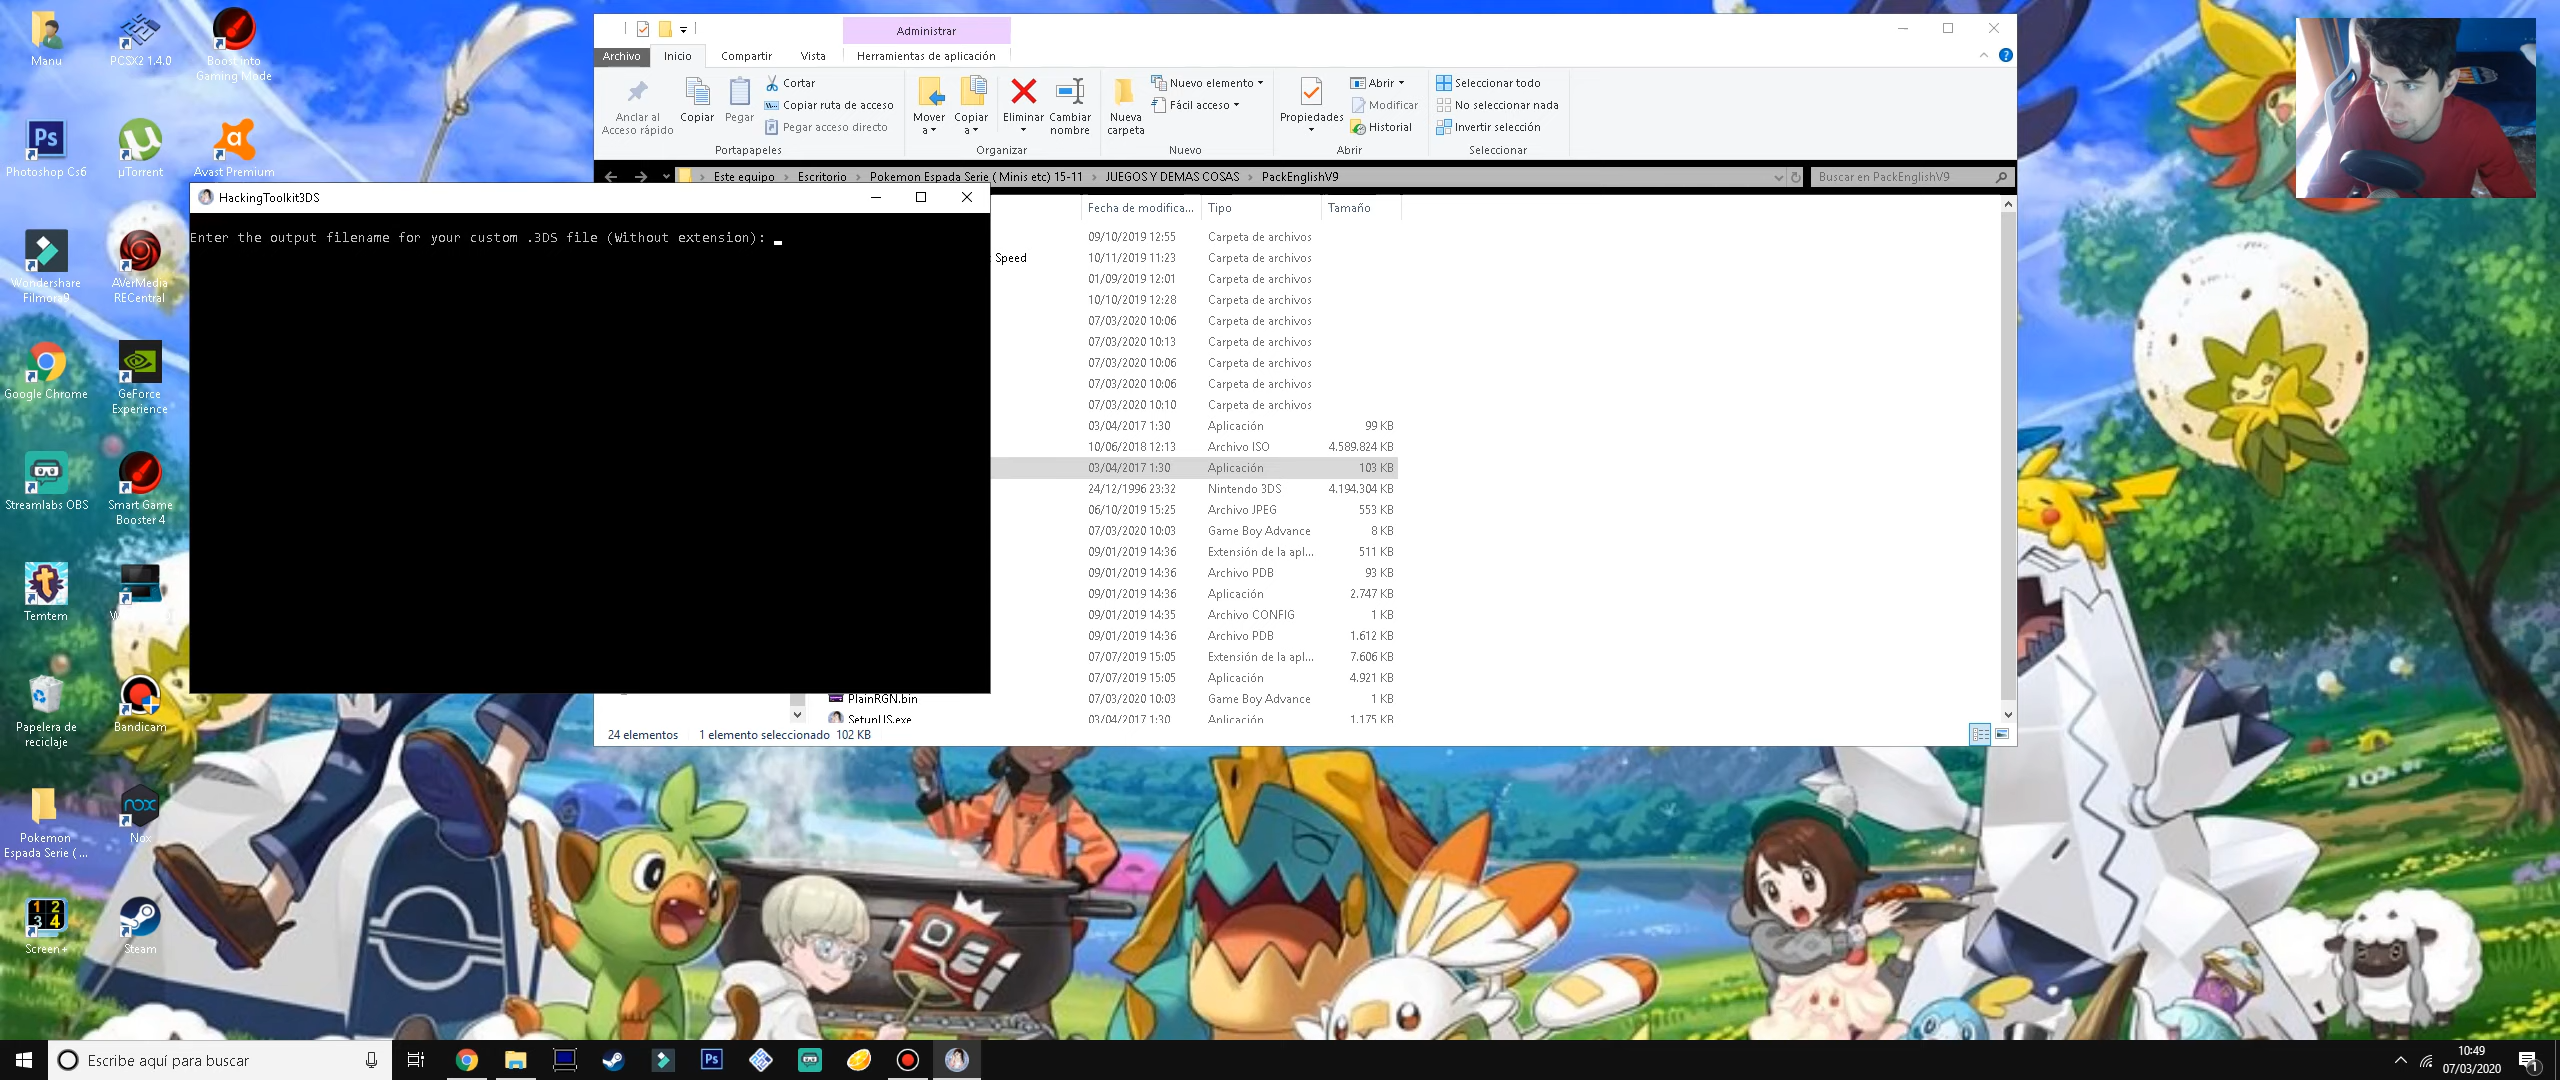 Manu
PCSX2 1.4.0
Boost into
Gaming Mode
Photoshop Cs6
µTorrent
Avast Premium
Wondershare
Filmora9
AVerMedia
RECentral
Google Chrome
GeForce
Experience
Streamlabs OBS
Smart Game
Booster 4
Temtem
Papelera de
reciclaje
Bandicam
Pokemon
Espada Serie ( ...
Nox
Screen+
Steam
Administrar
Archivo
Inicio
Compartir
Vista
Herramientas de aplicación
Anclar al
Acceso rápido
Copiar
Pegar
Cortar
Copiar ruta de acceso
Pegar acceso directo
Portapapeles
Mover
a
Copiar
a
Eliminar
Cambiar
nombre
Organizar
Nueva
carpeta
Nuevo elemento
Fácil acceso
Nuevo
Propiedades
Abrir
Modificar
Historial
Abrir
Seleccionar todo
No seleccionar nada
Invertir selección
Seleccionar
Este equipo > Escritorio > Pokemon Espada Serie ( Minis etc) 15-11 > JUEGOS Y DEMAS COSAS > PackEnglishV9
Buscar en PackEnglishV9
HackingToolkit3DS
Enter the output filename for your custom .3DS file (Without extension):
Fecha de modifica... Tipo Tamaño
09/10/2019 12:55 Carpeta de archivos
Speed 10/11/2019 11:23 Carpeta de archivos
01/09/2019 12:01 Carpeta de archivos
10/10/2019 12:28 Carpeta de archivos
07/03/2020 10:06 Carpeta de archivos
07/03/2020 10:13 Carpeta de archivos
07/03/2020 10:06 Carpeta de archivos
07/03/2020 10:06 Carpeta de archivos
07/03/2020 10:10 Carpeta de archivos
03/04/2017 1:30 Aplicación 99 KB
10/06/2018 12:13 Archivo ISO 4.589.824 KB
03/04/2017 1:30 Aplicación 103 KB
24/12/1996 23:32 Nintendo 3DS 4.194.304 KB
06/10/2019 15:25 Archivo JPEG 553 KB
07/03/2020 10:03 Game Boy Advance 8 KB
09/01/2019 14:36 Extensión de la apl... 511 KB
09/01/2019 14:36 Archivo PDB 93 KB
09/01/2019 14:36 Aplicación 2.747 KB
09/01/2019 14:35 Archivo CONFIG 1 KB
09/01/2019 14:36 Archivo PDB 1.612 KB
07/07/2019 15:05 Extensión de la apl... 7.606 KB
07/07/2019 15:05 Aplicación 4.921 KB
PlainRGN.bin 07/03/2020 10:03 Game Boy Advance 1 KB
SetupUS.exe 03/04/2017 1:30 Aplicación 1.175 KB
24 elementos 1 elemento seleccionado 102 KB
Escribe aquí para buscar
10:49
07/03/2020